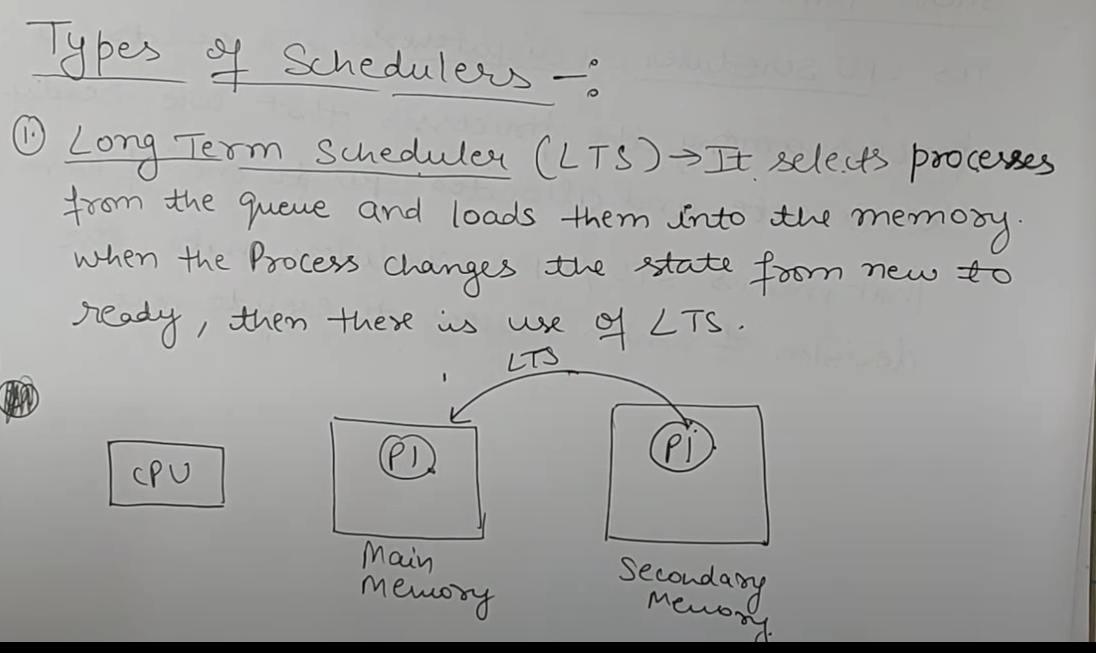 Types of Schedulers -:
1. Long Term Scheduler (LTS) → It selects processes
from the queue and loads them into the memory.
when the Process changes the state from new to
ready, then there is use of LTS.
LTS
CPU
P1
Pi
Main
Memory
Secondary
Memory.